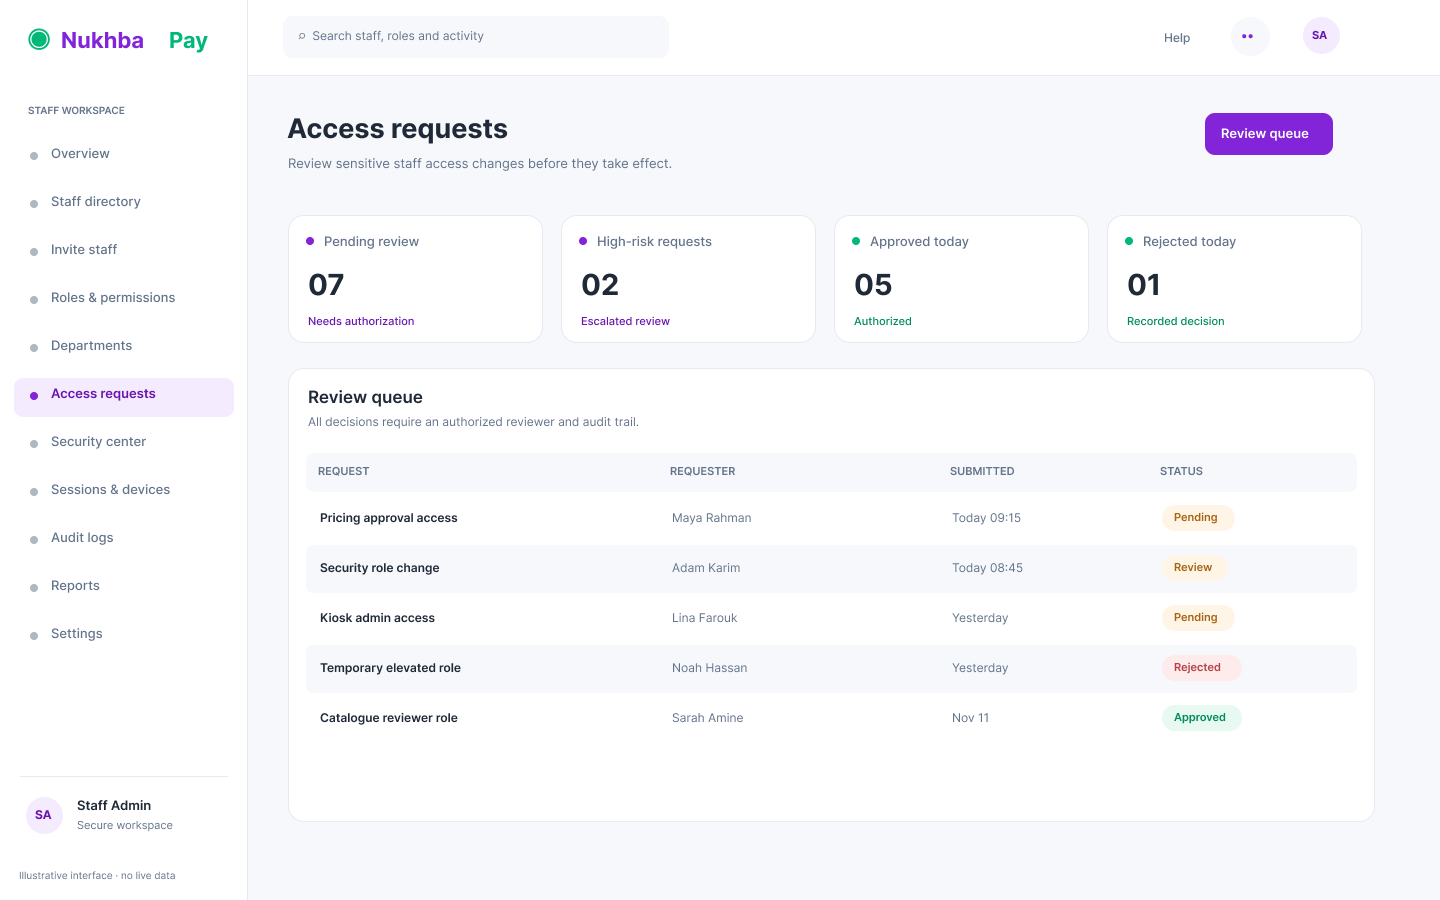 Nukhba Pay
STAFF WORKSPACE
Overview
Staff directory
Invite staff
Roles & permissions
Departments
Access requests
Security center
Sessions & devices
Audit logs
Reports
Settings
SA
Staff Admin
Secure workspace
Illustrative interface · no live data
Search staff, roles and activity
Help
SA
Access requests
Review sensitive staff access changes before they take effect.
Review queue
Pending review
07
Needs authorization
High-risk requests
02
Escalated review
Approved today
05
Authorized
Rejected today
01
Recorded decision
Review queue
All decisions require an authorized reviewer and audit trail.
REQUEST REQUESTER SUBMITTED STATUS
Pricing approval access Maya Rahman Today 09:15 Pending
Security role change Adam Karim Today 08:45 Review
Kiosk admin access Lina Farouk Yesterday Pending
Temporary elevated role Noah Hassan Yesterday Rejected
Catalogue reviewer role Sarah Amine Nov 11 Approved